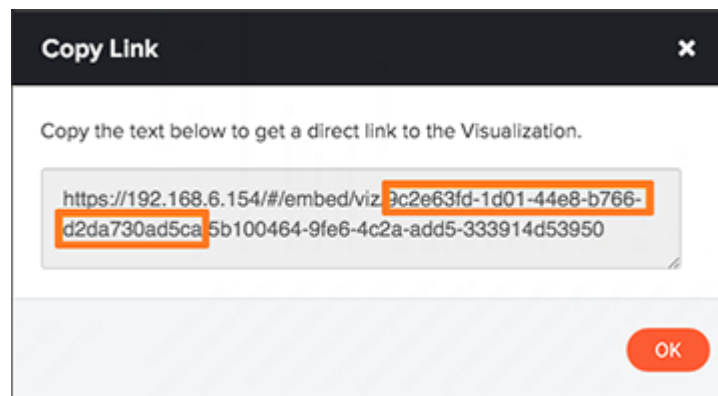 Copy Link ×
Copy the text below to get a direct link to the Visualization.
https://192.168.6.154/#/embed/viz/9c2e63fd-1d01-44e8-b766-
d2da730ad5ca/5b100464-9fe6-4c2a-add5-333914d53950
OK